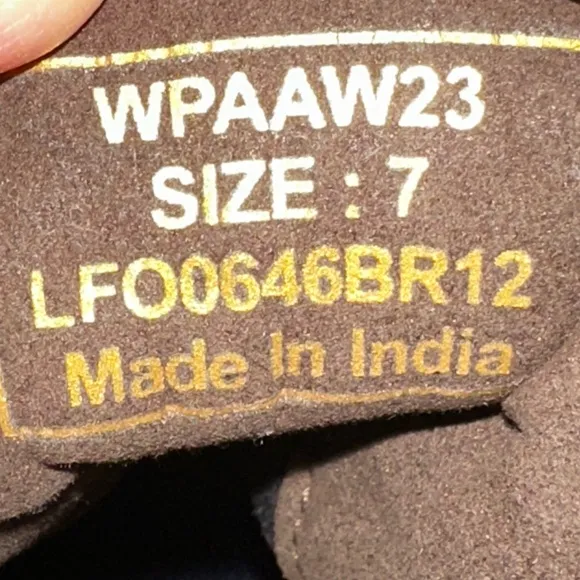 WPAAW23
SIZE : 7
LFO0646BR12
Made In India